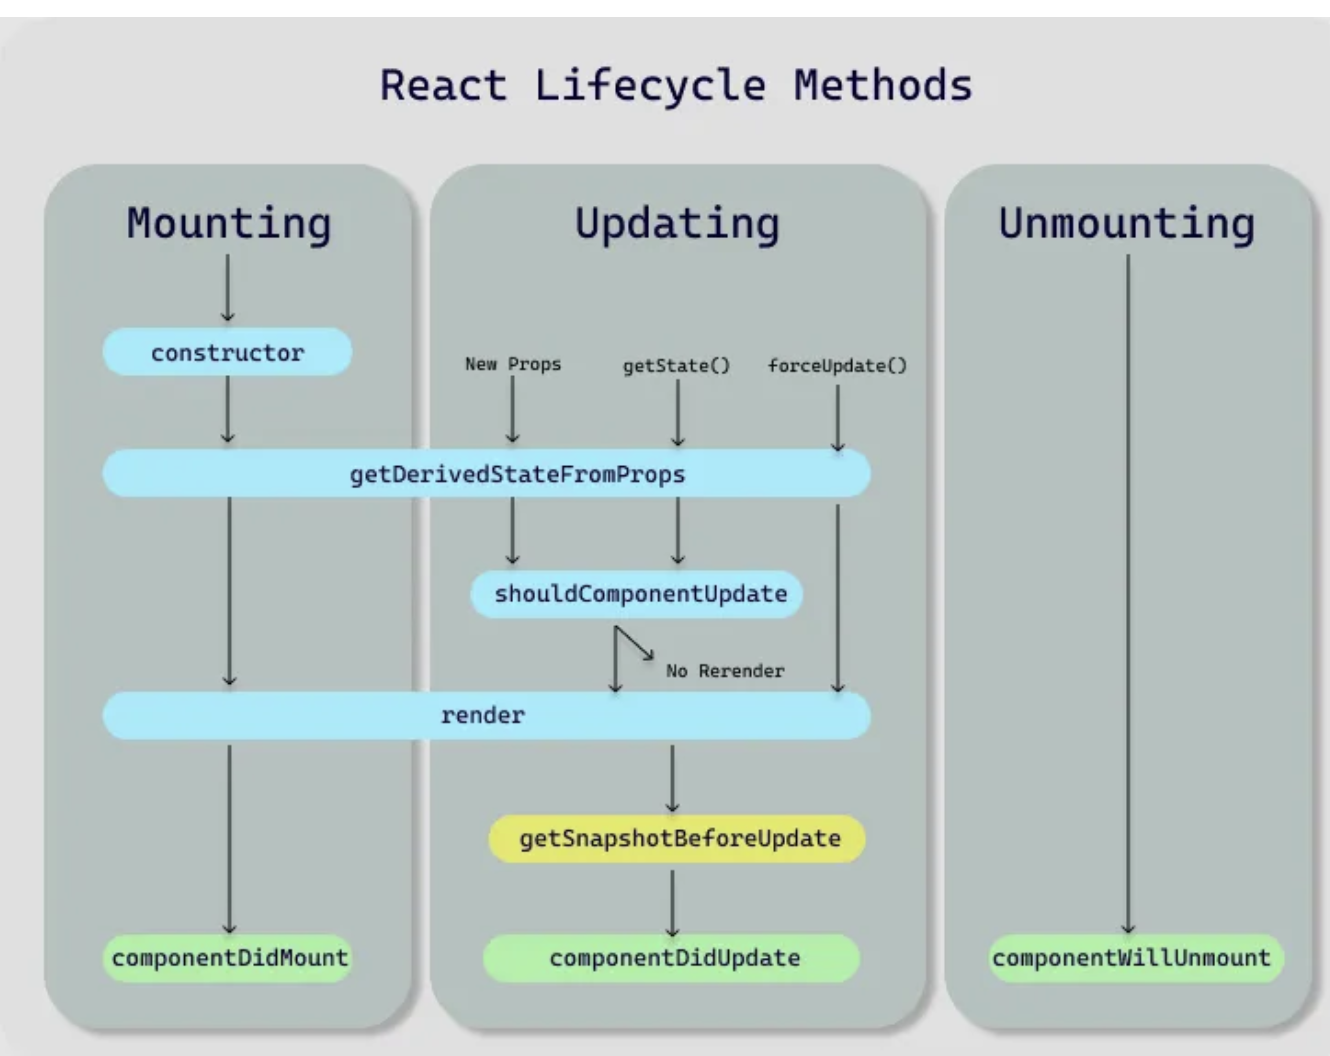 React Lifecycle Methods
Mounting
Updating
Unmounting
constructor
New Props
getState()
forceUpdate()
getDerivedStateFromProps
shouldComponentUpdate
No Rerender
render
getSnapshotBeforeUpdate
componentDidMount
componentDidUpdate
componentWillUnmount